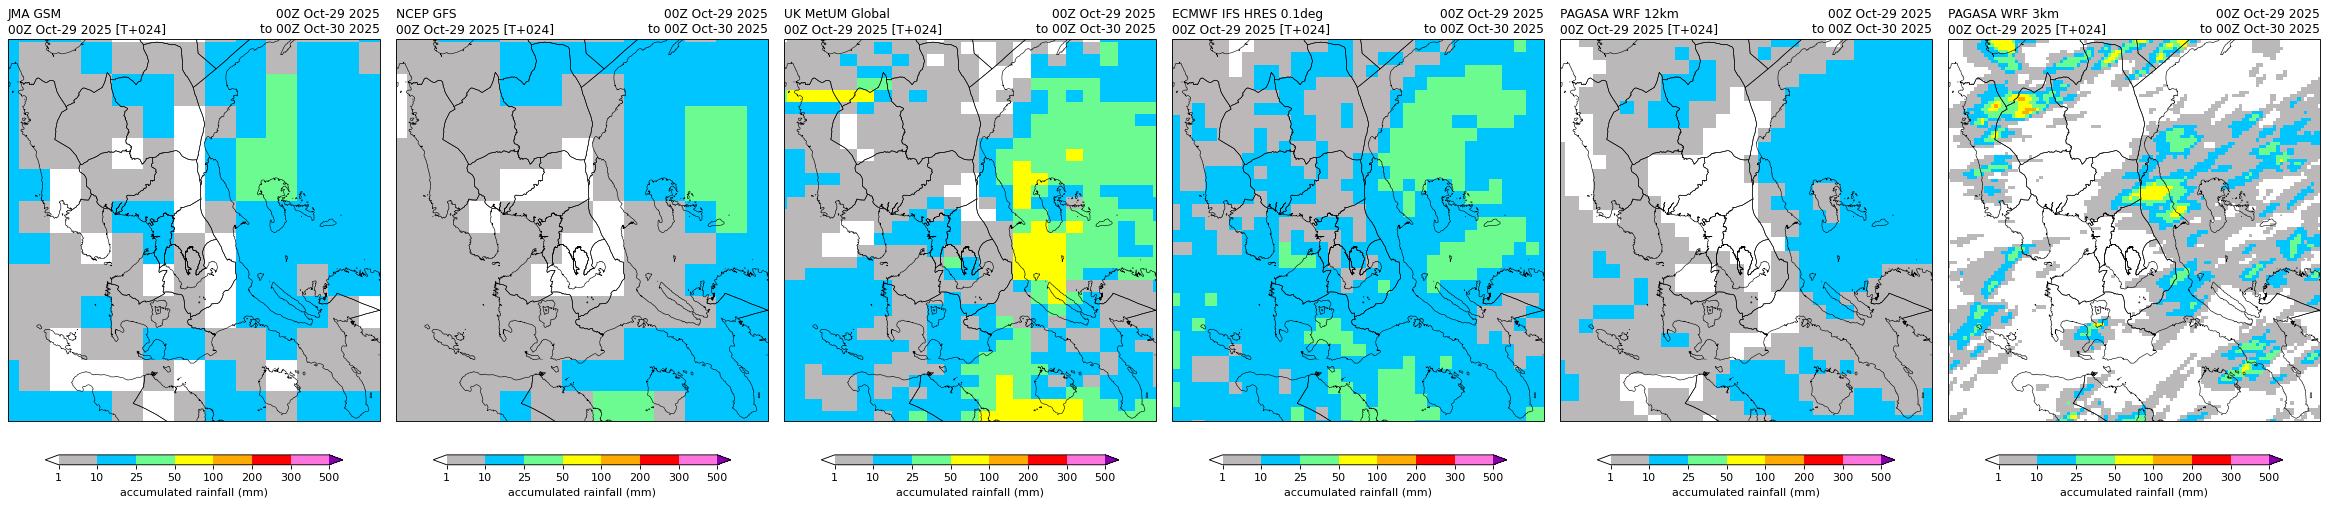 JMA GSM
00Z Oct-29 2025 [T+024]
00Z Oct-29 2025
to 00Z Oct-30 2025
1 10 25 50 100 200 300 500
accumulated rainfall (mm)
NCEP GFS
00Z Oct-29 2025 [T+024]
00Z Oct-29 2025
to 00Z Oct-30 2025
1 10 25 50 100 200 300 500
accumulated rainfall (mm)
UK MetUM Global
00Z Oct-29 2025 [T+024]
00Z Oct-29 2025
to 00Z Oct-30 2025
1 10 25 50 100 200 300 500
accumulated rainfall (mm)
ECMWF IFS HRES 0.1deg
00Z Oct-29 2025 [T+024]
00Z Oct-29 2025
to 00Z Oct-30 2025
1 10 25 50 100 200 300 500
accumulated rainfall (mm)
PAGASA WRF 12km
00Z Oct-29 2025 [T+024]
00Z Oct-29 2025
to 00Z Oct-30 2025
1 10 25 50 100 200 300 500
accumulated rainfall (mm)
PAGASA WRF 3km
00Z Oct-29 2025 [T+024]
00Z Oct-29 2025
to 00Z Oct-30 2025
1 10 25 50 100 200 300 500
accumulated rainfall (mm)